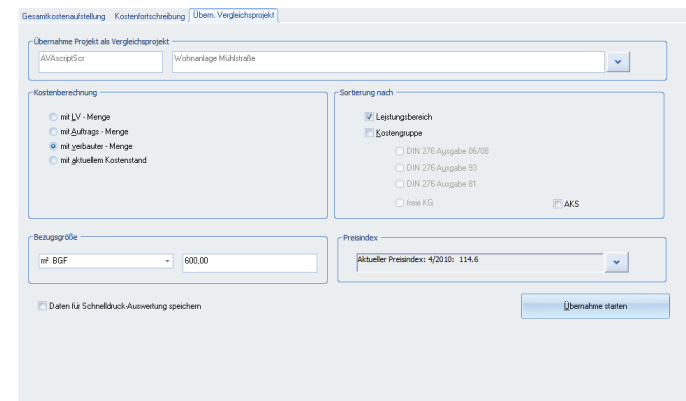 Gesamtkostenaufstellung Kostenfortschreibung Übern. Vergleichsprojekt
Übernahme Projekt als Vergleichsprojekt
AVAscriptScr Wohnanlage Mühlstraße
Kostenberechnung
mit LV - Menge
mit Auftrags - Menge
mit verbauter - Menge
mit aktuellem Kostenstand
Sortierung nach
Leistungsbereich
Kostengruppe
DIN 276 Ausgabe 06/08
DIN 276 Ausgabe 93
DIN 276 Ausgabe 81
freie KG AKS
Bezugsgröße
m² BGF 600,00
Preisindex
Aktueller Preisindex: 4/2010: 114.6
Daten für Schnelldruck-Auswertung speichern
Übernahme starten